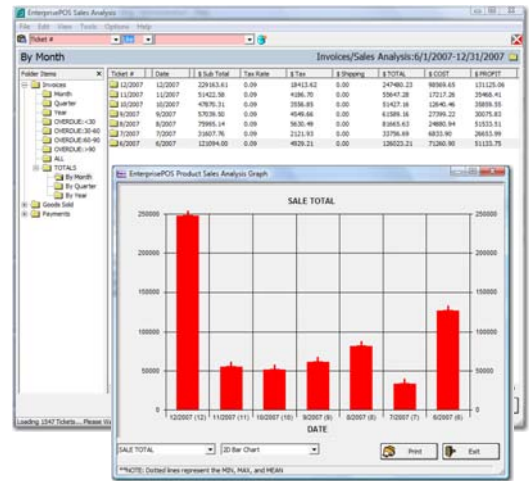 EnterprisePOS Sales Analysis
File Edit View Tools Options Help
Ticket #
By Month Invoices/Sales Analysis:6/1/2007-12/31/2007
Folder Items X Ticket # Date $ Sub Total Tax Rate $ Tax $ Shipping $ TOTAL $ COST $ PROFIT
Invoices 12/2007 12/2007 229163.61 0.09 18413.62 0.00 247480.23 98569.65 131125.06
Month 11/2007 11/2007 51422.58 0.09 4186.70 0.00 55647.28 17217.26 35468.41
Quarter 10/2007 10/2007 47870.31 0.09 3556.85 0.00 51427.16 12640.46 35859.55
Year 9/2007 9/2007 57039.50 0.09 4549.66 0.00 61589.16 27399.22 30075.83
OVERDUE:<30 8/2007 8/2007 75995.14 0.09 5630.49 0.00 81665.63 24880.94 51533.51
OVERDUE:30-60 7/2007 7/2007 31607.76 0.09 2121.93 0.00 33756.69 6833.90 26653.99
OVERDUE:60-90 6/2007 6/2007 121094.00 0.09 4929.21 0.00 126023.21 71260.90 51133.75
OVERDUE:>90
ALL
TOTALS
By Month
By Quarter
By Year
Goods Sold
Payments
EnterprisePOS Product Sales Analysis Graph
SALE TOTAL
250000 250000
200000 200000
150000 150000
100000 100000
50000 50000
0 0
12/2007 (12) 11/2007 (11) 10/2007 (10) 9/2007 (9) 8/2007 (8) 7/2007 (7) 6/2007 (6)
DATE
Loading 1547 Tickets... Please
SALE TOTAL 2D Bar Chart Print Exit
**NOTE: Dotted lines represent the MIN, MAX, and MEAN